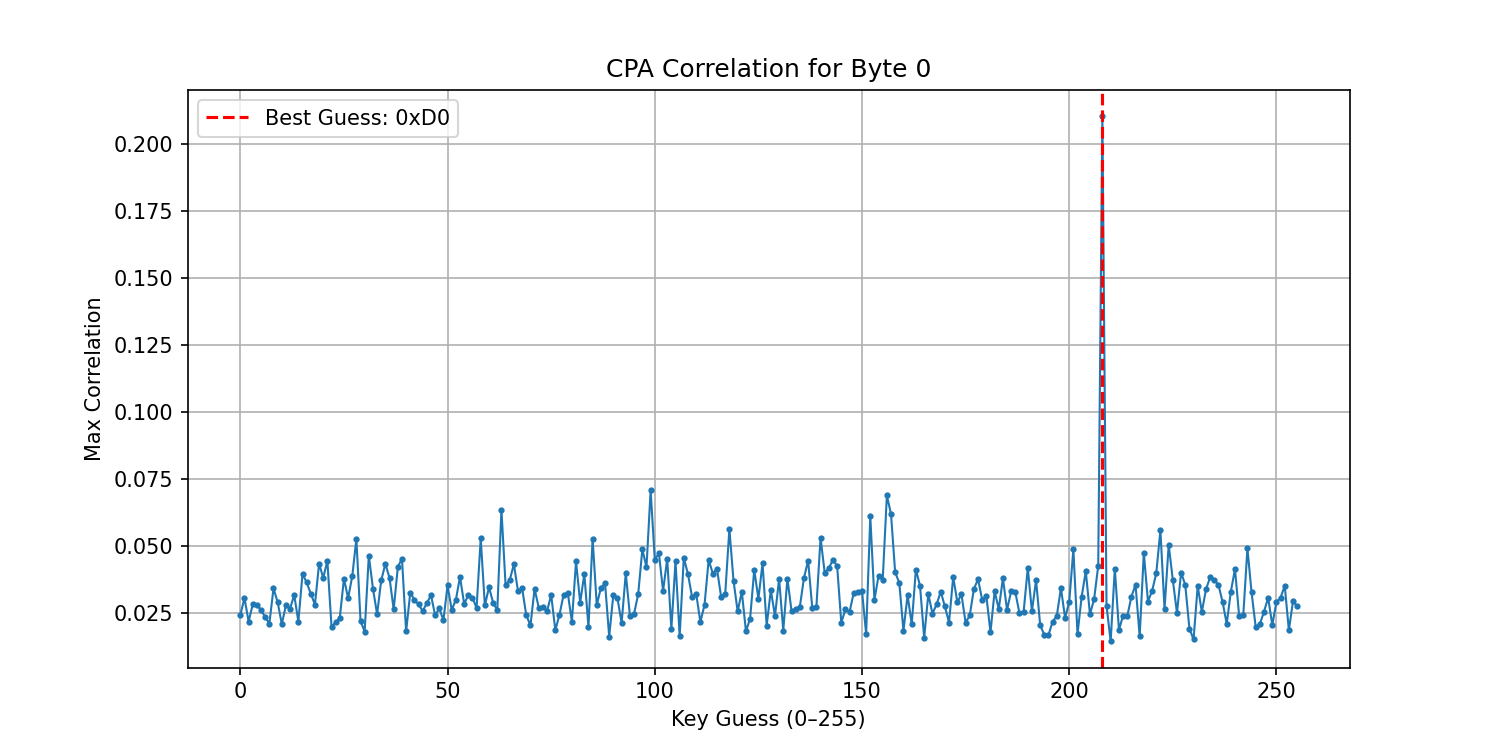 CPA Correlation for Byte 0
Best Guess: 0xD0
Max Correlation
0.200
0.175
0.150
0.125
0.100
0.075
0.050
0.025
0 50 100 150 200 250
Key Guess (0–255)